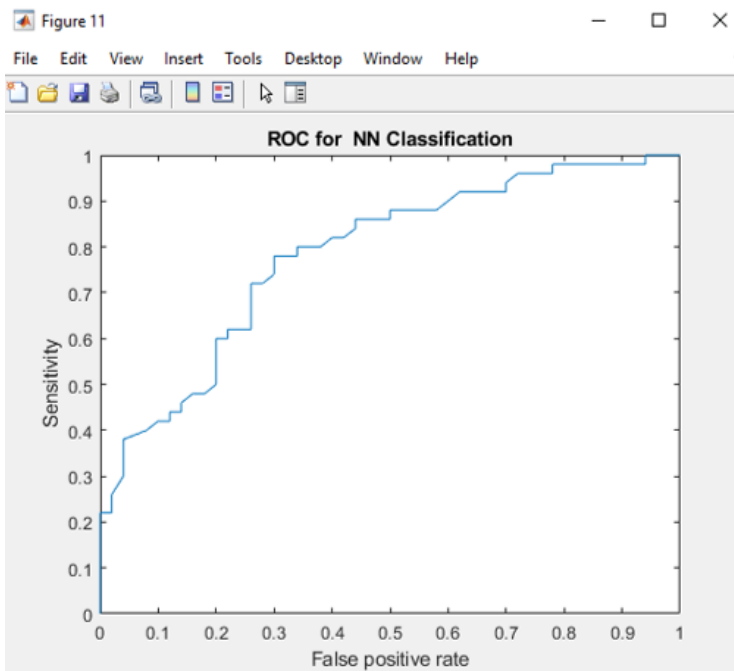 Figure 11
File Edit View Insert Tools Desktop Window Help
ROC for  NN Classification
1
0.9
0.8
0.7
0.6
0.5
0.4
0.3
0.2
0.1
0
Sensitivity
0 0.1 0.2 0.3 0.4 0.5 0.6 0.7 0.8 0.9 1
False positive rate